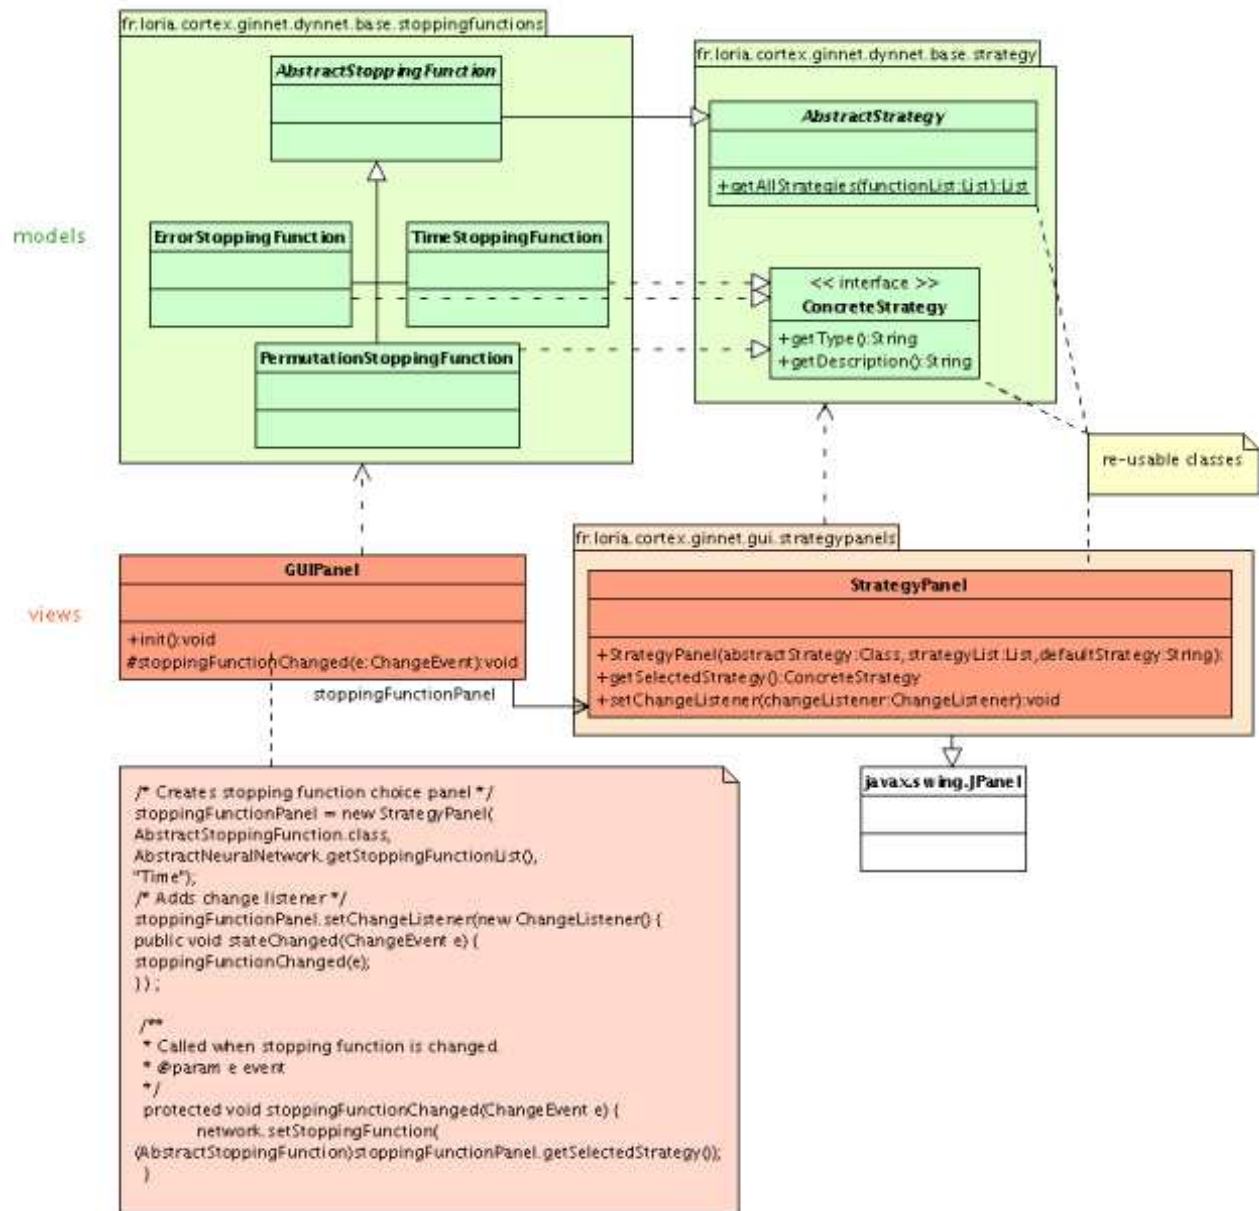 fr.loria.cortex.ginnet.dynnet.base.stoppingfunctions
AbstractStoppingFunction
fr.loria.cortex.ginnet.dynnet.base.strategy
AbstractStrategy
+getAllStrategies(functionList:List):List
models
ErrorStoppingFunction
TimeStoppingFunction
<< interface >>
ConcreteStrategy
+getType():String
+getDescription():String
PermutationStoppingFunction
re-usable classes
fr.loria.cortex.ginnet.gui.strategypanels
GUIPanel
StrategyPanel
views
+init():void
#stoppingFunctionChanged(e:ChangeEvent):void
+StrategyPanel(abstractStrategy:Class,strategyList:List,defaultStrategy:String):
+getSelectedStrategy():ConcreteStrategy
+setChangeListener(changeListener:ChangeListener):void
stoppingFunctionPanel
javax.swing.JPanel
/* Creates stopping function choice panel */
stoppingFunctionPanel = new StrategyPanel(
AbstractStoppingFunction.class,
AbstractNeuralNetwork.getStoppingFunctionList(),
"Time");
/* Adds change listener */
stoppingFunctionPanel.setChangeListener(new ChangeListener() {
public void stateChanged(ChangeEvent e) {
stoppingFunctionChanged(e);
}) ;
/**
* Called when stopping function is changed
* @param e event
*/
protected void stoppingFunctionChanged(ChangeEvent e) {
network.setStoppingFunction(
(AbstractStoppingFunction)stoppingFunctionPanel.getSelectedStrategy());
}